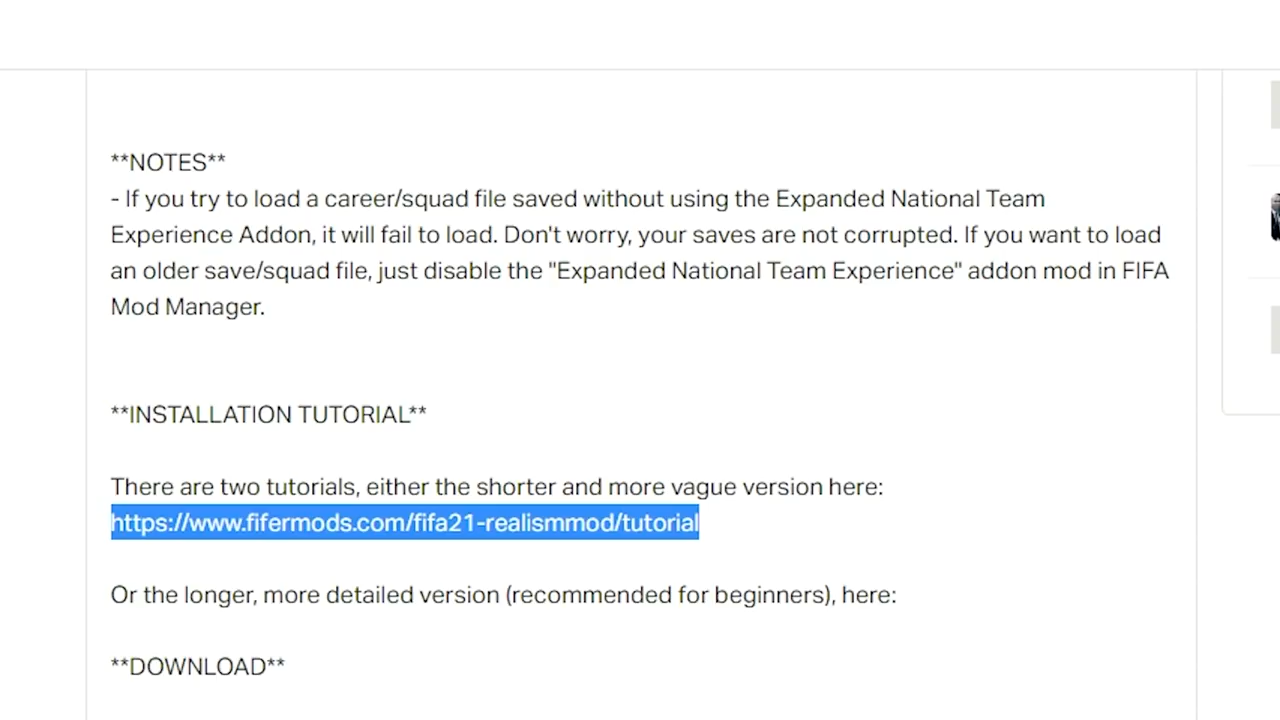 **NOTES**
- If you try to load a career/squad file saved without using the Expanded National Team
Experience Addon, it will fail to load. Don't worry, your saves are not corrupted. If you want to load
an older save/squad file, just disable the "Expanded National Team Experience" addon mod in FIFA
Mod Manager.
**INSTALLATION TUTORIAL**
There are two tutorials, either the shorter and more vague version here:
https://www.fifermods.com/fifa21-realismmod/tutorial
Or the longer, more detailed version (recommended for beginners), here:
**DOWNLOAD**